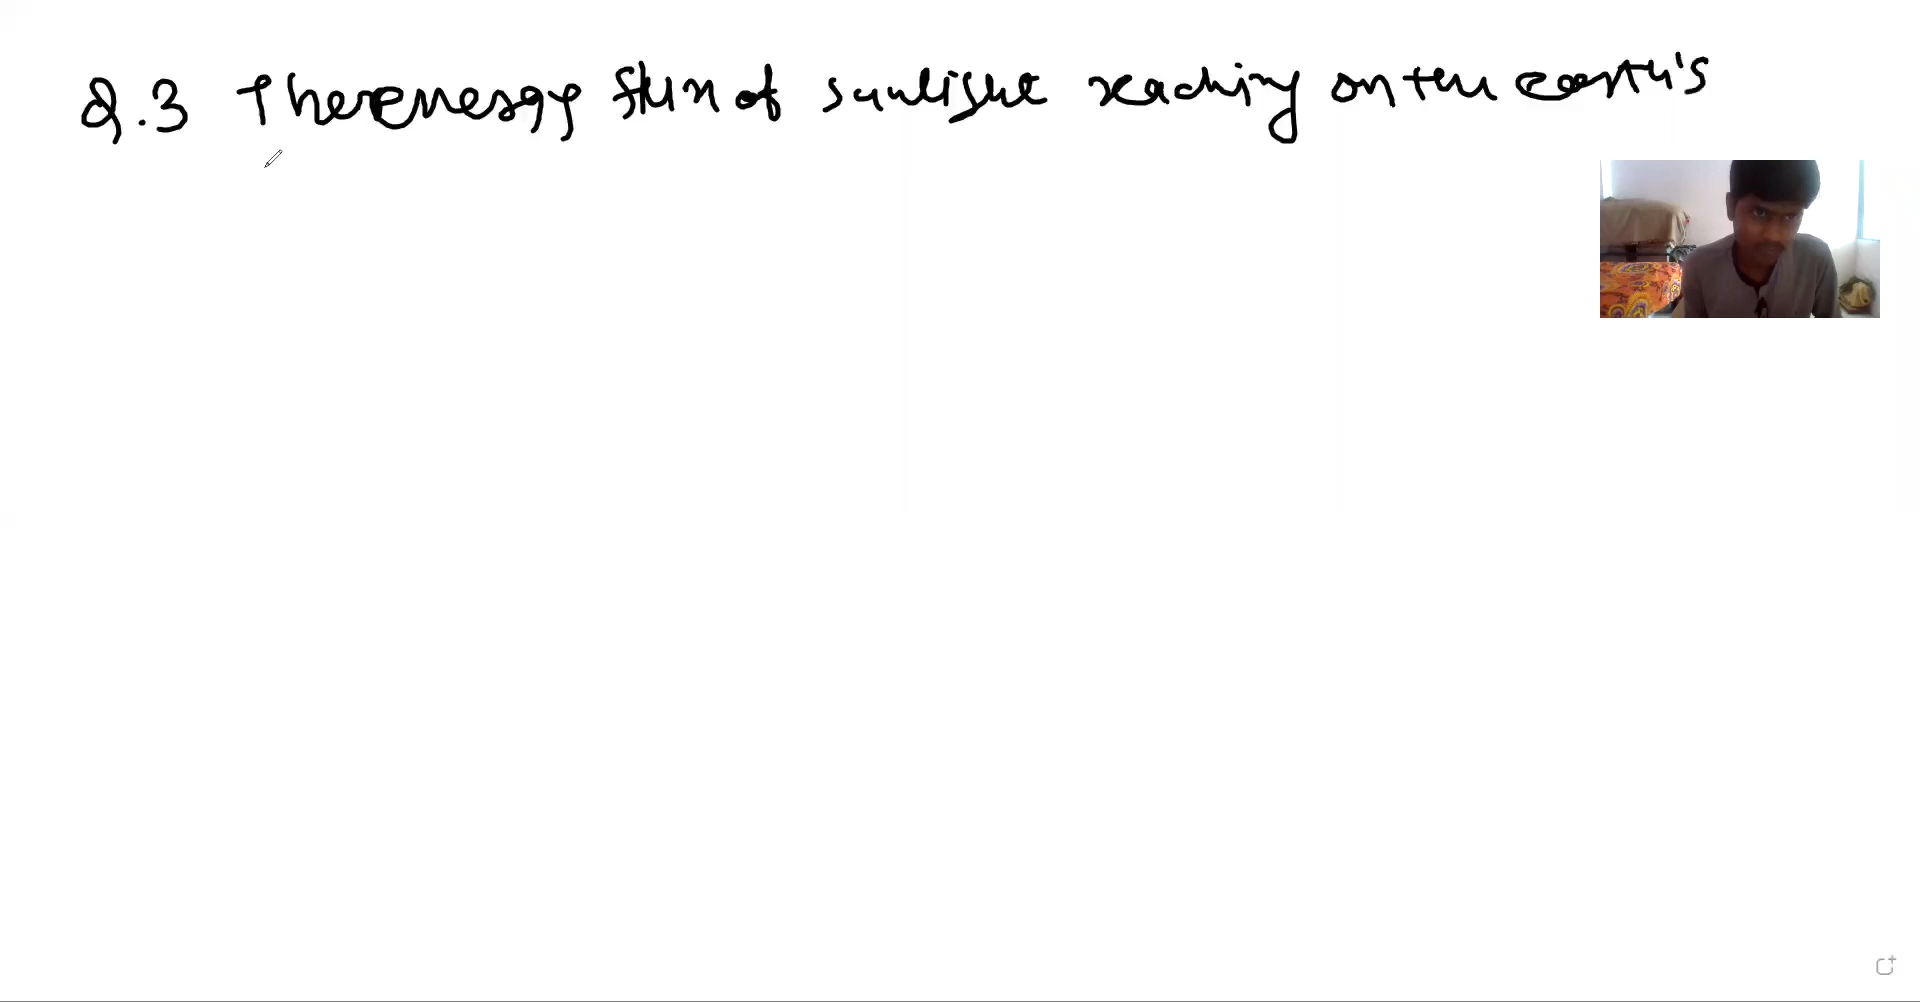 Q.3 The energy flux of sunlight reaching on the earth's